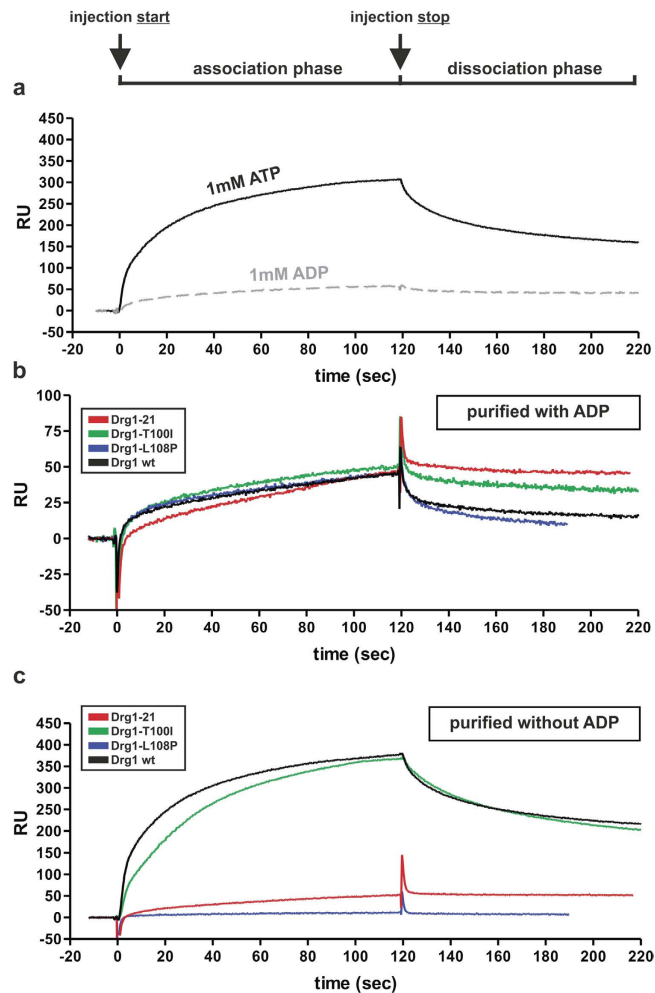 injection start
injection stop
association phase
dissociation phase
a
450
400
350
300
250
200
150
100
50
0
-50
RU
1mM ATP
1mM ADP
-20 0 20 40 60 80 100 120 140 160 180 200 220
time (sec)
b
100
75
50
25
0
-25
-50
RU
Drg1-21
Drg1-T100I
Drg1-L108P
Drg1 wt
purified with ADP
-20 0 20 40 60 80 100 120 140 160 180 200 220
time (sec)
c
450
400
350
300
250
200
150
100
50
0
-50
RU
Drg1-21
Drg1-T100I
Drg1-L108P
Drg1 wt
purified without ADP
-20 0 20 40 60 80 100 120 140 160 180 200 220
time (sec)